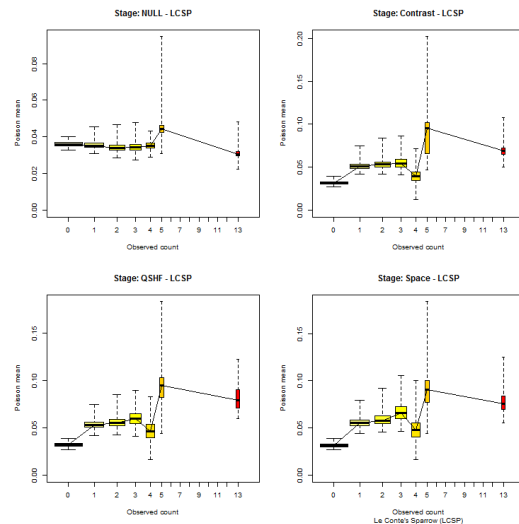 Stage: NULL - LCSP
Poisson mean
0.00 0.02 0.04 0.06 0.08
0 1 2 3 4 5 7 9 11 13
Observed count
Stage: Contrast - LCSP
Poisson mean
0.00 0.05 0.10 0.15 0.20
0 1 2 3 4 5 7 9 11 13
Observed count
Stage: QSHF - LCSP
Poisson mean
0.00 0.05 0.10 0.15
0 1 2 3 4 5 7 9 11 13
Observed count
Stage: Space - LCSP
Poisson mean
0.00 0.05 0.10 0.15
0 1 2 3 4 5 7 9 11 13
Observed count
Le Conte's Sparrow (LCSP)